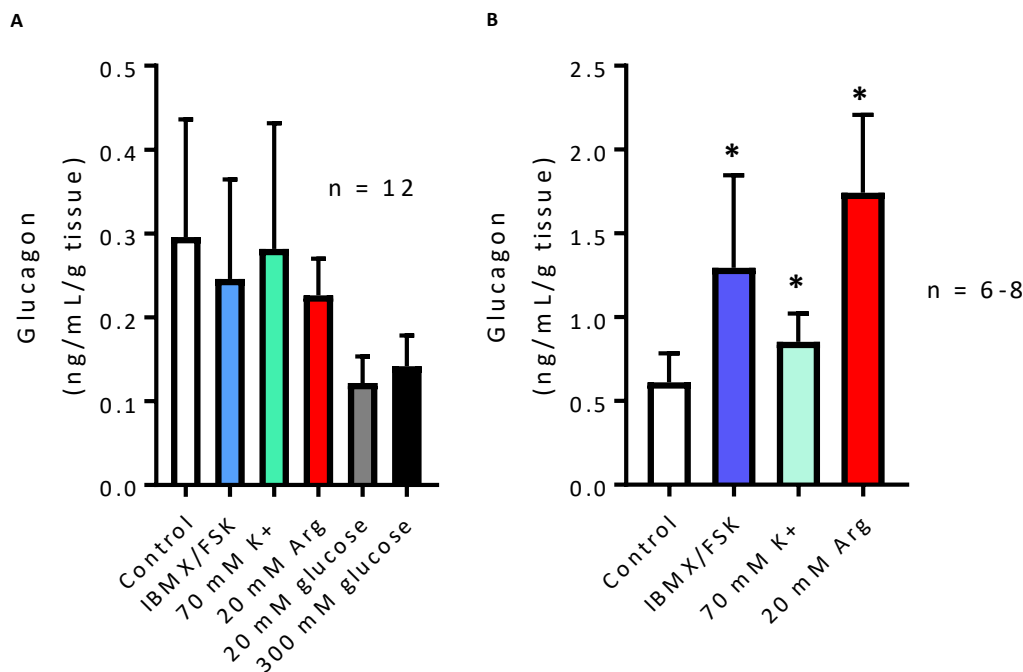 A
Glucagon
(ng/mL/g tissue)
0.5
0.4
0.3
0.2
0.1
0.0
n = 12
Control
IBMX/FSK
70 mM K+
20 mM Arg
20 mM glucose
300 mM glucose
B
Glucagon
(ng/mL/g tissue)
2.5
2.0
1.5
1.0
0.5
0.0
*
*
*
n = 6-8
Control
IBMX/FSK
70 mM K+
20 mM Arg